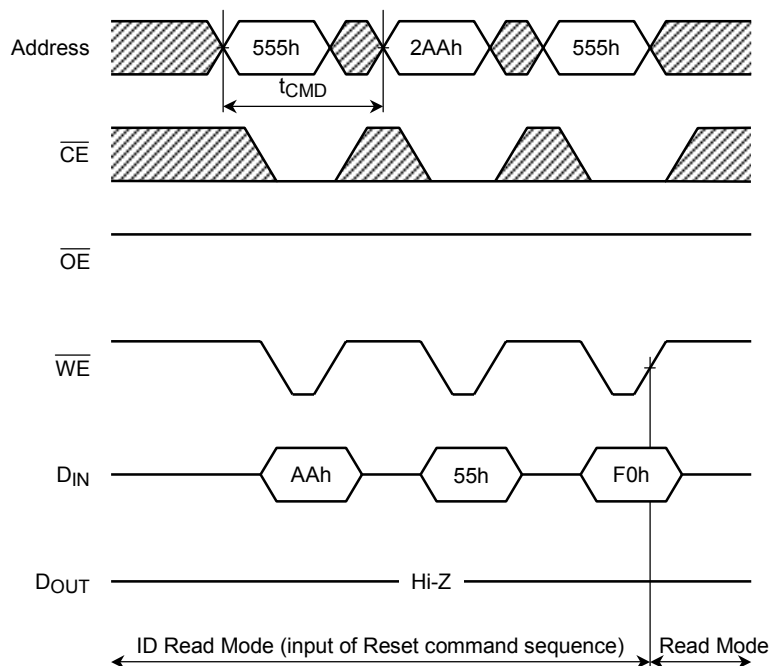 Address 555h 2AAh 555h
tCMD
CE
OE
WE
DIN AAh 55h F0h
DOUT Hi-Z
ID Read Mode (input of Reset command sequence) Read Mode